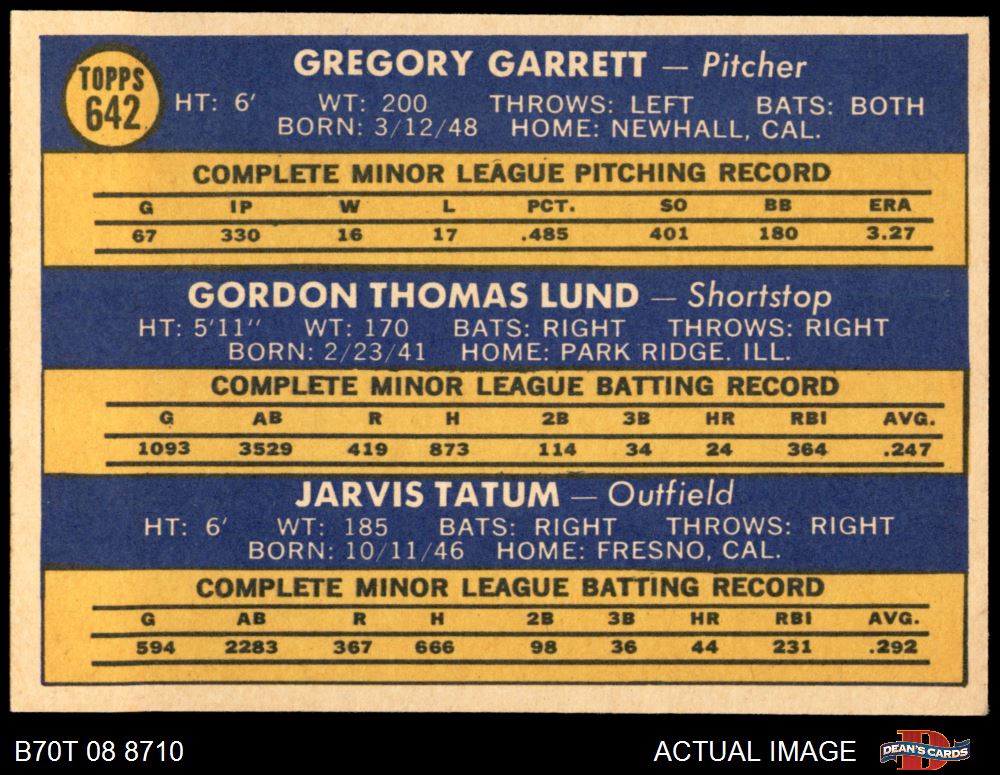 TOPPS
642
GREGORY GARRETT — Pitcher
HT: 6' WT: 200 THROWS: LEFT BATS: BOTH
BORN: 3/12/48 HOME: NEWHALL, CAL.
COMPLETE MINOR LEAGUE PITCHING RECORD
G IP W L PCT. SO BB ERA
67 330 16 17 .485 401 180 3.27
GORDON THOMAS LUND — Shortstop
HT: 5'11" WT: 170 BATS: RIGHT THROWS: RIGHT
BORN: 2/23/41 HOME: PARK RIDGE. ILL.
COMPLETE MINOR LEAGUE BATTING RECORD
G AB R H 2B 3B HR RBI AVG.
1093 3529 419 873 114 34 24 364 .247
JARVIS TATUM — Outfield
HT: 6' WT: 185 BATS: RIGHT THROWS: RIGHT
BORN: 10/11/46 HOME: FRESNO, CAL.
COMPLETE MINOR LEAGUE BATTING RECORD
G AB R H 2B 3B HR RBI AVG.
594 2283 367 666 98 36 44 231 .292
B70T 08 8710 ACTUAL IMAGE D DEAN'S CARDS